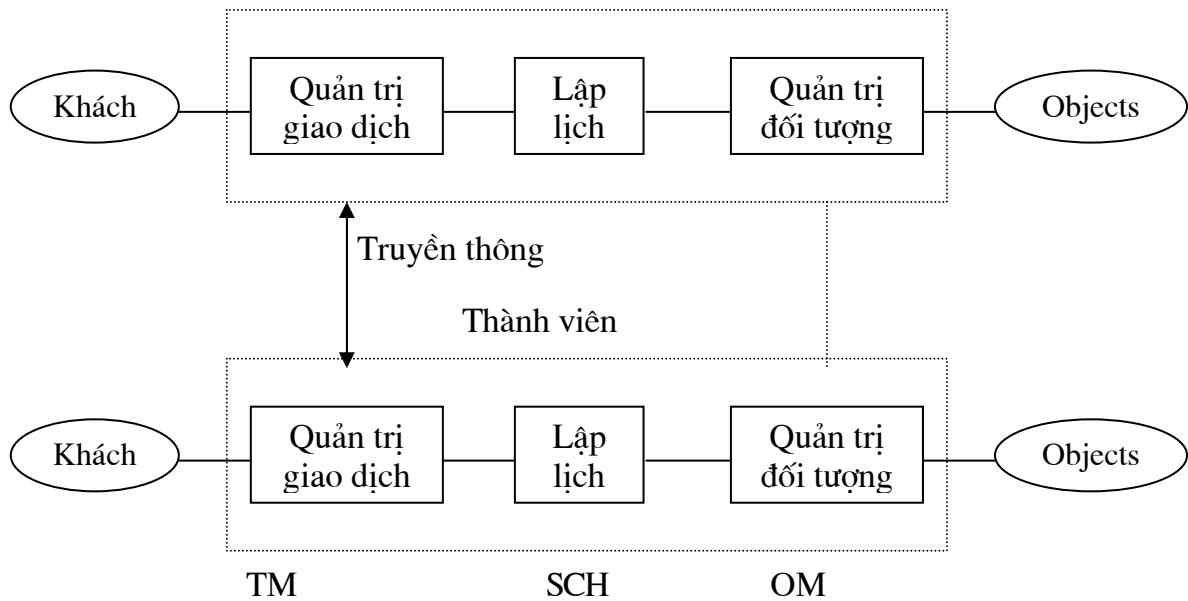 Khách
Quản trị
giao dịch
Lập
lịch
Quản trị
đối tượng
Objects
Truyền thông
Thành viên
Khách
Quản trị
giao dịch
Lập
lịch
Quản trị
đối tượng
Objects
TM SCH OM